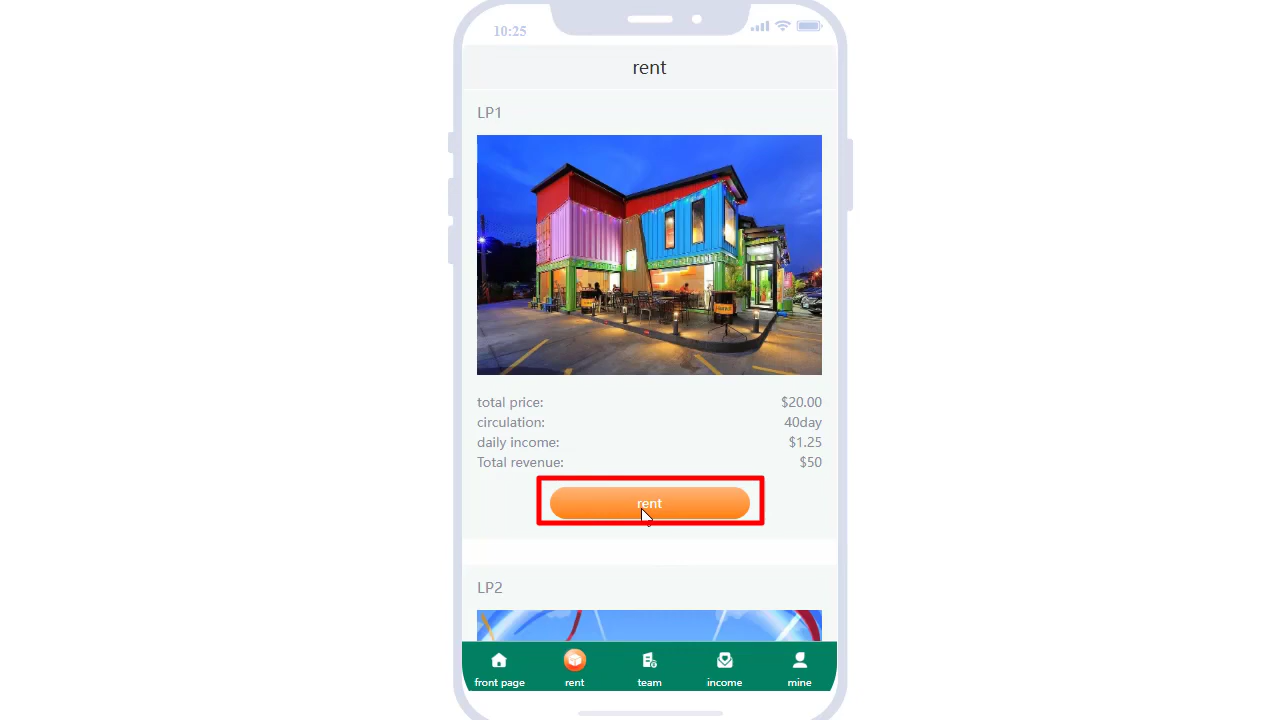 10:25
rent
LP1
total price: $20.00
circulation: 40day
daily income: $1.25
Total revenue: $50
rent
LP2
front page rent team income mine